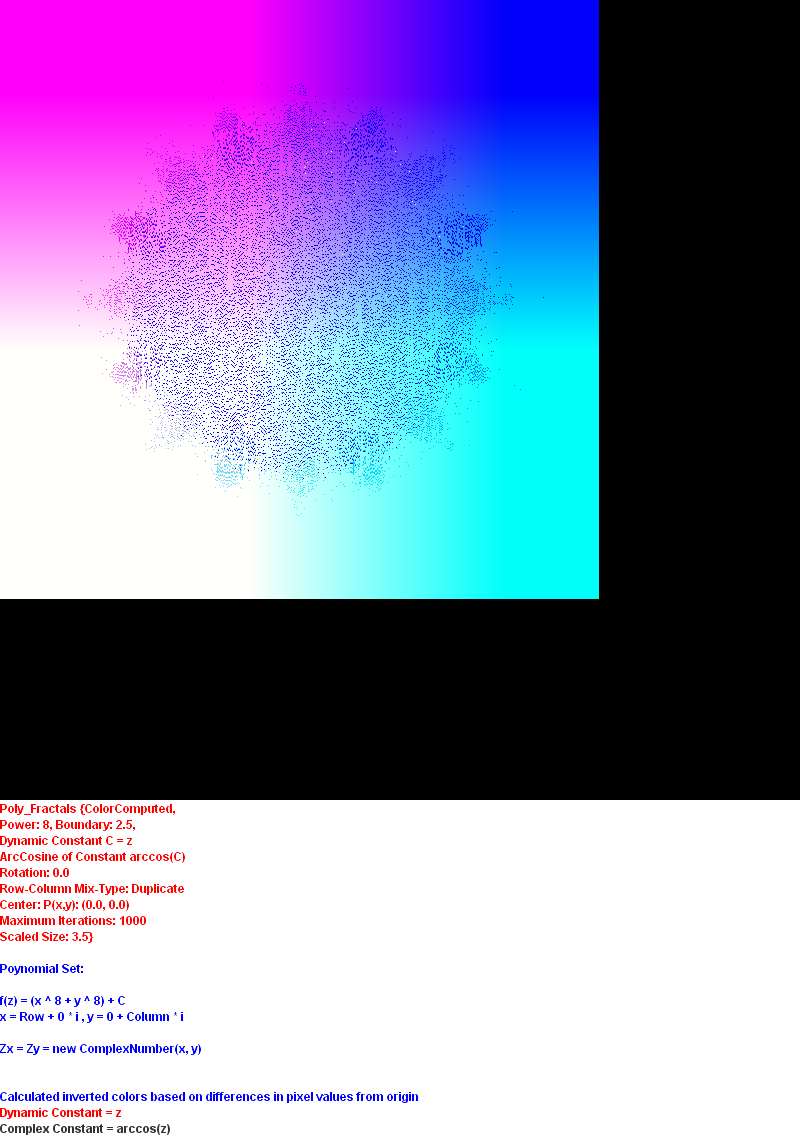 Poly_Fractals {ColorComputed,
Power: 8, Boundary: 2.5,
Dynamic Constant C = z
ArcCosine of Constant arccos(C)
Rotation: 0.0
Row-Column Mix-Type: Duplicate
Center: P(x,y): (0.0, 0.0)
Maximum Iterations: 1000
Scaled Size: 3.5}
Poynomial Set:
f(z) = (x ^ 8 + y ^ 8) + C
x = Row + 0 * i , y = 0 + Column * i
Zx = Zy = new ComplexNumber(x, y)
Calculated inverted colors based on differences in pixel values from origin
Dynamic Constant = z
Complex Constant = arccos(z)